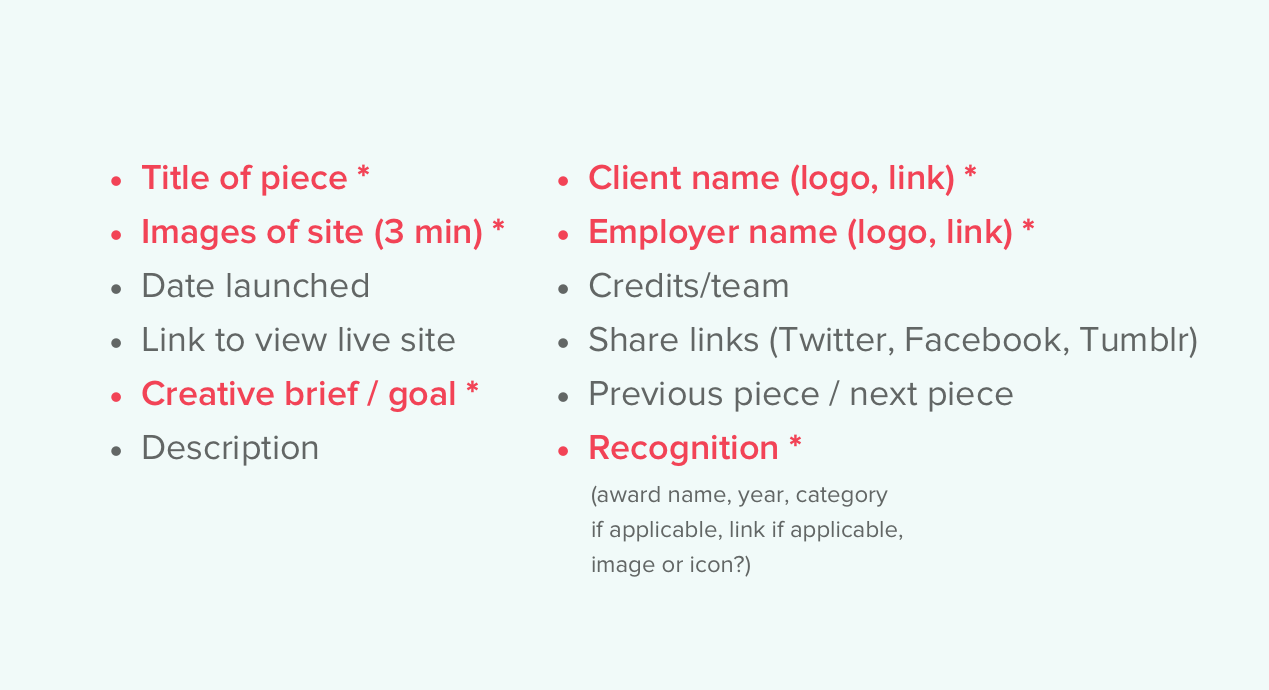 • Title of piece *
• Images of site (3 min) *
• Date launched
• Link to view live site
• Creative brief / goal *
• Description
• Client name (logo, link) *
• Employer name (logo, link) *
• Credits/team
• Share links (Twitter, Facebook, Tumblr)
• Previous piece / next piece
• Recognition *
(award name, year, category
if applicable, link if applicable,
image or icon?)